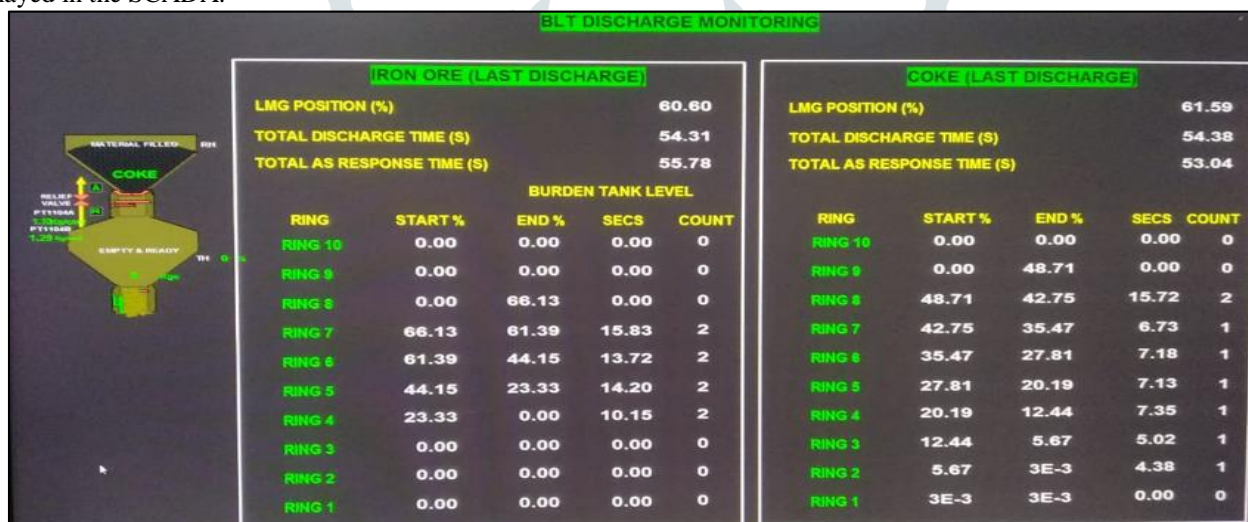 ayed in the SCADA.
BLT DISCHARGE MONITORING
MATERIAL FILLED RH
COKE
A
RELIEF
VALVE
R
PT1104A
PT1104B
1.29
EMPTY & READY
TH 0 %
IRON ORE (LAST DISCHARGE)
LMG POSITION (%) 60.60
TOTAL DISCHARGE TIME (S) 54.31
TOTAL AS RESPONSE TIME (S) 55.78
BURDEN TANK LEVEL
RING START % END % SECS COUNT
RING 10 0.00 0.00 0.00 0
RING 9 0.00 0.00 0.00 0
RING 8 0.00 66.13 0.00 0
RING 7 66.13 61.39 15.83 2
RING 6 61.39 44.15 13.72 2
RING 5 44.15 23.33 14.20 2
RING 4 23.33 0.00 10.15 2
RING 3 0.00 0.00 0.00 0
RING 2 0.00 0.00 0.00 0
RING 1 0.00 0.00 0.00 0
COKE (LAST DISCHARGE)
LMG POSITION (%) 61.59
TOTAL DISCHARGE TIME (S) 54.38
TOTAL AS RESPONSE TIME (S) 53.04
RING START % END % SECS COUNT
RING 10 0.00 0.00 0.00 0
RING 9 0.00 48.71 0.00 0
RING 8 48.71 42.75 15.72 2
RING 7 42.75 35.47 6.73 1
RING 6 35.47 27.81 7.18 1
RING 5 27.81 20.19 7.13 1
RING 4 20.19 12.44 7.35 1
RING 3 12.44 5.67 5.02 1
RING 2 5.67 3E-3 4.38 1
RING 1 3E-3 3E-3 0.00 0